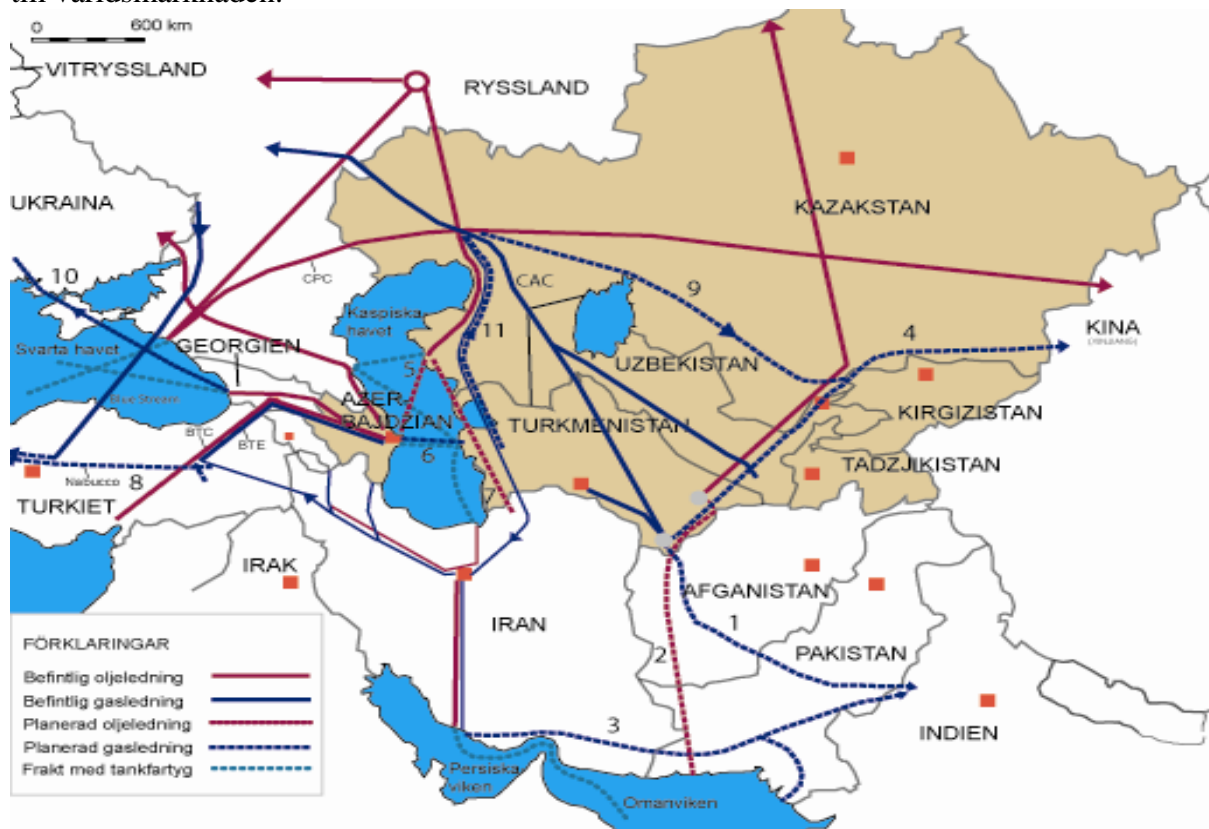 till världsmarknaden.
0 600 km
VITRYSSLAND
RYSSLAND
UKRAINA
KAZAKSTAN
CPC
10
CAC
9
Kaspiska
havet
11
KINA
(XINJIANG)
4
Svarta havet
GEORGIEN
UZBEKISTAN
5
Blue Stream
AZER-
BAJDZIAN
KIRGIZISTAN
TURKMENISTAN
BTC
BTE
6
TADZJIKISTAN
Nabucco
8
7
TURKIET
IRAK
AFGANISTAN
1
IRAN
2
PAKISTAN
3
INDIEN
Persiska
viken
Omanviken
FÖRKLARINGAR
Befintlig oljeledning
Befintlig gasledning
Planerad oljeledning
Planerad gasledning
Frakt med tankfartyg